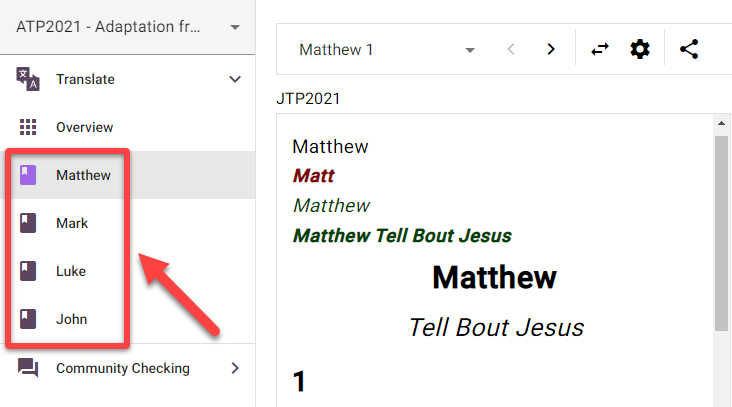 ATP2021 - Adaptation fr...
Translate
Overview
Matthew
Mark
Luke
John
Community Checking
Matthew 1
JTP2021
Matthew
Matt
Matthew
Matthew Tell Bout Jesus
Matthew
Tell Bout Jesus
1